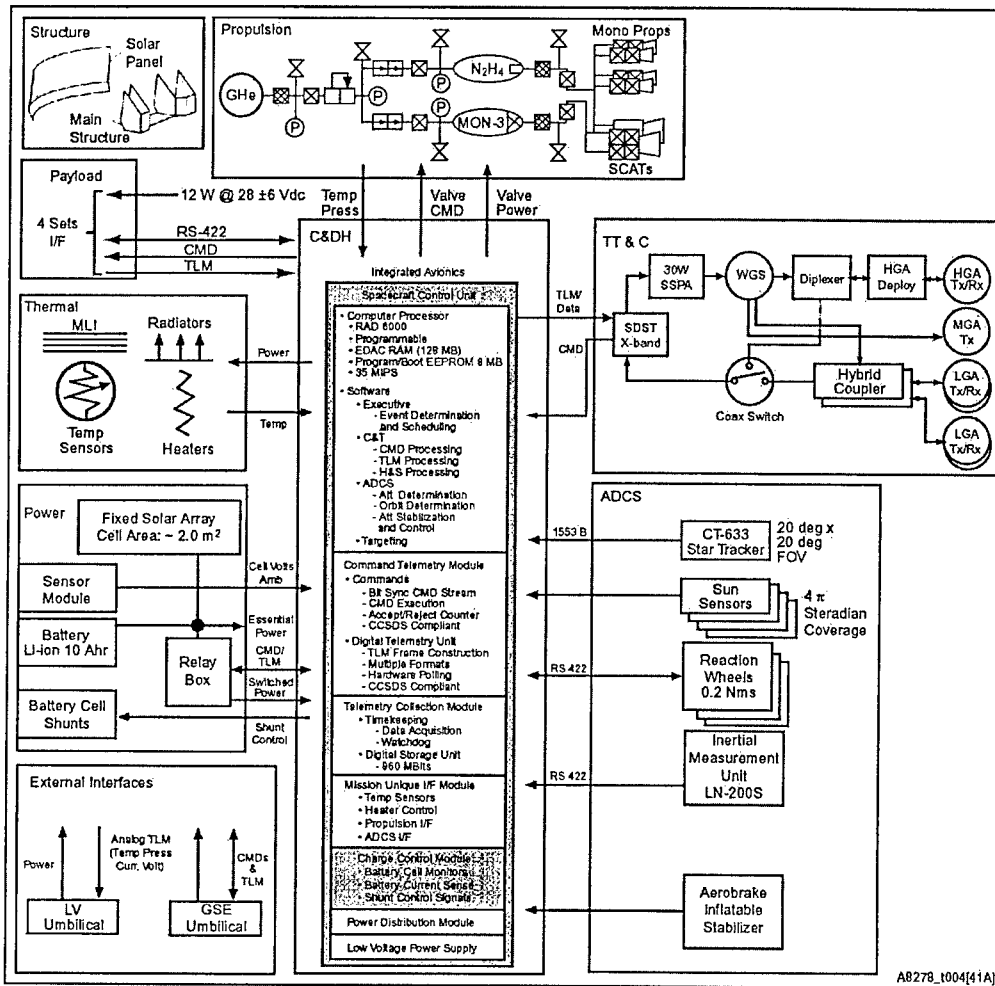 Structure
Solar
Panel
Main
Structure
Propulsion
Mono Props
GHe
P
P
P
P
N2H4
MON-3
SCATs
Payload
4 Sets
I/F
12 W @ 28 ±6 Vdc
RS-422
CMD
TLM
Temp
Press
Valve
CMD
Valve
Power
C&DH
Integrated Avionics
Spacecraft Control Unit
• Computer Processor
• RAD 6000
• Programmable
• EDAC RAM (128 MB)
• Program/Boot EEPROM 8 MB
• 35 MIPS
• Software
• Executive
- Event Determination
and Scheduling
• C&T
- CMD Processing
- TLM Processing
- H&S Processing
• ADCS
- Att. Determination
- Orbit Determination
- Att Stabilization
and Control
• Targeting
Command Telemetry Module
• Commands
- Bit Sync CMD Stream
- CMD Execution
- Accept/Reject Counter
- CCSDS Compliant
• Digital Telemetry Unit
- TLM Frame Construction
- Multiple Formats
- Hardware Polling
- CCSDS Compliant
Telemetry Collection Module
• Timekeeping
- Data Acquisition
- Watchdog
• Digital Storage Unit
- 960 MBits
Mission Unique I/F Module
• Temp Sensors
• Heater Control
• Propulsion I/F
• ADCS I/F
• Charge Control Module
• Battery Cell Monitors
• Battery Current Sense
• Shunt Control Signals
Power Distribution Module
Low Voltage Power Supply
Thermal
MLI
Radiators
Temp
Sensors
Heaters
Power
Temp
Power
Fixed Solar Array
Cell Area: ~ 2.0 m2
Sensor
Module
Battery
Li-ion 10 Ahr
Relay
Box
Battery Cell
Shunts
Cell Volts
Amb
Essential
Power
CMD/
TLM
Switched
Power
Shunt
Control
External Interfaces
Power
Analog TLM
(Temp Press
Curr. Volt)
CMDs
&
TLM
LV
Umbilical
GSE
Umbilical
TT & C
TLM/
Data
CMD
SDST
X-band
30W
SSPA
WGS
Diplexer
HGA
Deploy
HGA
Tx/Rx
MGA
Tx
Coax Switch
Hybrid
Coupler
LGA
Tx/Rx
LGA
Tx/Rx
ADCS
1553 B
CT-633
Star Tracker
20 deg x
20 deg
FOV
Sun
Sensors
4 π
Steradian
Coverage
RS 422
Reaction
Wheels
0.2 Nms
RS 422
Inertial
Measurement
Unit
LN-200S
Aerobrake
Inflatable
Stabilizer
A8278_t004[41A]